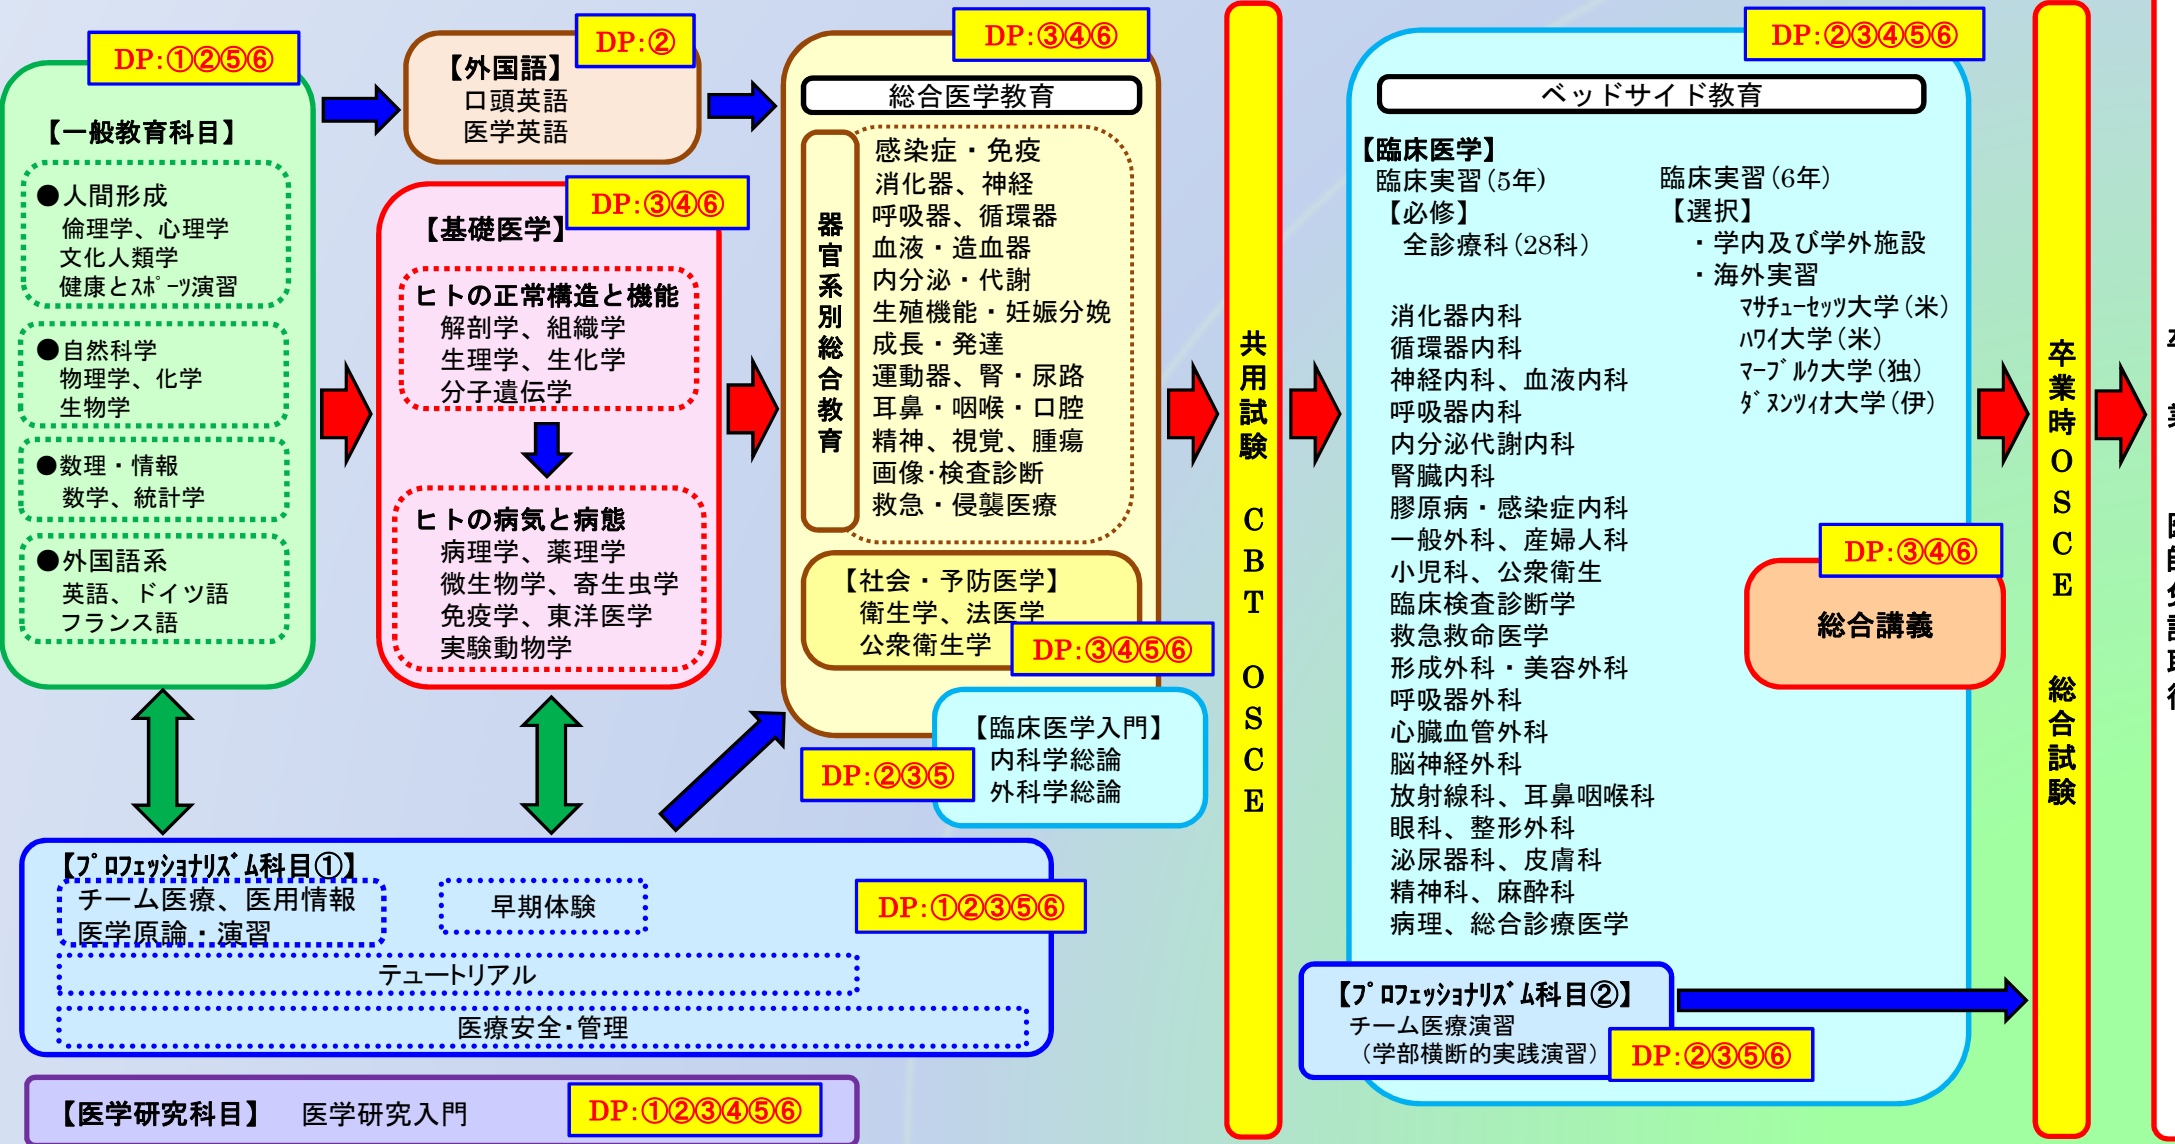 DP:①②⑤⑥
【一般教育科目】
●人間形成
倫理学、心理学
文化人類学
健康とｽﾎﾟｰﾂ演習
●自然科学
物理学、化学
生物学
●数理・情報
数学、統計学
●外国語系
英語、ドイツ語
フランス語
DP:②
【外国語】
口頭英語
医学英語
DP:③④⑥
【基礎医学】
ヒトの正常構造と機能
解剖学、組織学
生理学、生化学
分子遺伝学
ヒトの病気と病態
病理学、薬理学
微生物学、寄生虫学
免疫学、東洋医学
実験動物学
DP:③④⑥
総合医学教育
器官系別総合教育
感染症・免疫
消化器、神経
呼吸器、循環器
血液・造血器
内分泌・代謝
生殖機能・妊娠分娩
成長・発達
運動器、腎・尿路
耳鼻・咽喉・口腔
精神、視覚、腫瘍
画像･検査診断
救急・侵襲医療
【社会・予防医学】
衛生学、法医学
公衆衛生学
DP:③④⑤⑥
【臨床医学入門】
内科学総論
外科学総論
DP:②③⑤
【ﾌﾟﾛﾌｪｯｼｮﾅﾘｽﾞﾑ科目①】
チーム医療、医用情報
医学原論・演習
早期体験
DP:①②③⑤⑥
テュートリアル
医療安全･管理
【医学研究科目】 医学研究入門
DP:①②③④⑤⑥
共用試験 CBT OSCE
DP:②③④⑤⑥
ベッドサイド教育
【臨床医学】
臨床実習(5年)
【必修】
全診療科(28科)
消化器内科
循環器内科
神経内科、血液内科
呼吸器内科
内分泌代謝内科
腎臓内科
膠原病・感染症内科
一般外科、産婦人科
小児科、公衆衛生
臨床検査診断学
救急救命医学
形成外科・美容外科
呼吸器外科
心臓血管外科
脳神経外科
放射線科、耳鼻咽喉科
眼科、整形外科
泌尿器科、皮膚科
精神科、麻酔科
病理、総合診療医学
臨床実習(6年)
【選択】
・学内及び学外施設
・海外実習
ﾏｻﾁｭｰｾｯﾂ大学(米)
ﾊﾜｲ大学(米)
ﾏｰﾌﾞﾙｸ大学(独)
ﾀﾞﾇﾝﾂｨｵ大学(伊)
DP:③④⑥
総合講義
【ﾌﾟﾛﾌｪｯｼｮﾅﾘｽﾞﾑ科目②】
チーム医療演習
（学部横断的実践演習）
DP:②③⑤⑥
卒業時OSCE 総合試験